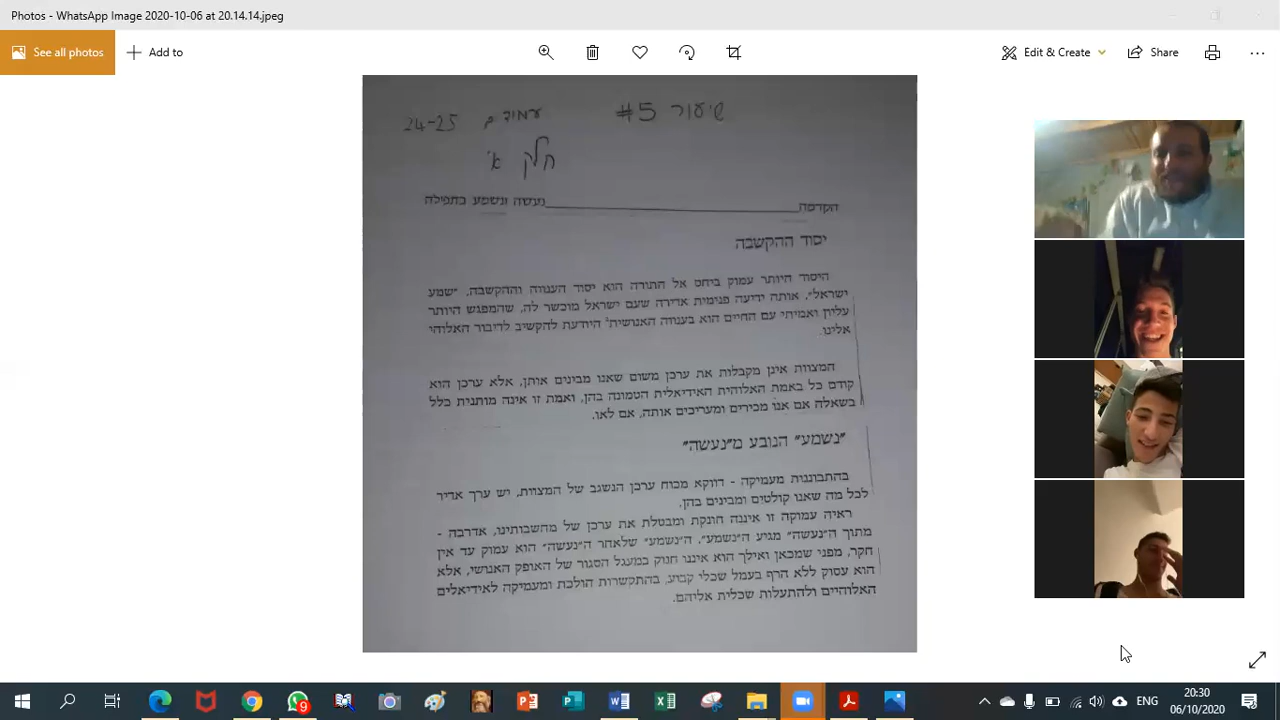 Photos - WhatsApp Image 2020-10-06 at 20.14.14.jpeg
See all photos
Add to
Edit & Create
Share
שיעור #5 עמודים 24-25
חלק א'
הקדמה נעשה ונשמע בתפילה
יסוד ההקשבה
היסוד היותר עמוק ביחס אל התורה הוא יסוד הענווה וההקשבה. "שמע
ישראל". אותה ידיעה פנימית אדירה שעם ישראל מוכשר לה, שהמפגש היותר
עליון ואמיתי עם החיים הוא בענווה האנושית היודעת להקשיב לדיבור האלוהי
אלינו.
המצוות אינן מקבלות את ערכן משום שאנו מבינים אותן, אלא ערכן הוא
קודם כל באמת האלוהית האידיאלית הטמונה בהן, ואמת זו אינה מותנית כלל
בשאלה אם אנו מכירים ומעריכים אותה, אם לאו.
"נשמע" הנובע מ"נעשה"
בהתבוננות מעמיקה - דווקא מכוח ערכן הנשגב של המצוות, יש ערך אדיר
לכל מה שאנו קולטים ומבינים בהן.
ראיה עמוקה זו איננה חונקת ומבטלת את ערכן של מחשבותינו, אדרבה -
מתוך ה"נעשה" מגיע ה"נשמע". ה"נשמע" שלאחר ה"נעשה" הוא עמוק עד אין
חקר, מפני שמכאן ואילך הוא איננו חנוק במעגל הסגור של האופק האנושי, אלא
הוא עסוק ללא הרף בעמל שכלי קבוע, בהתקשרות הולכת ומעמיקה לאידיאלים
האלוהיים ולהתעלות שכלית אליהם.
9
ENG
20:30
06/10/2020